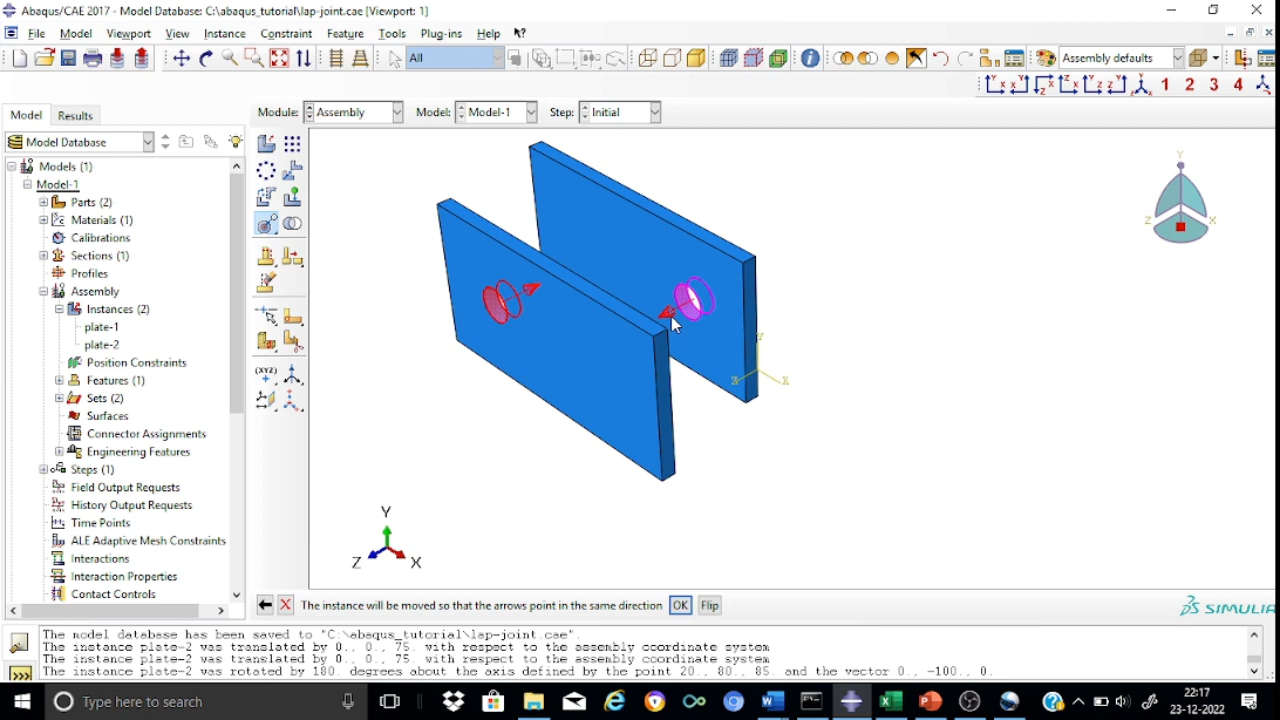 Abaqus/CAE 2017 - Model Database: C:\abaqus_tutorial\lap-joint.cae [Viewport: 1]
File Model Viewport View Instance Constraint Feature Tools Plug-ins Help
All Assembly defaults
1 2 3 4
Model Results Module: Assembly Model: Model-1 Step: Initial
Model Database
Models (1)
Model-1
Parts (2)
Materials (1)
Calibrations
Sections (1)
Profiles
Assembly
Instances (2)
plate-1
plate-2
Position Constraints
Features (1)
Sets (2)
Surfaces
Connector Assignments
Engineering Features
Steps (1)
Field Output Requests
History Output Requests
Time Points
ALE Adaptive Mesh Constraints
Interactions
Interaction Properties
Contact Controls
Y
Z X
Y
Z X
Y
Z X
The instance will be moved so that the arrows point in the same direction OK Flip
SIMULIA
The model database has been saved to "C:\abaqus_tutorial\lap-joint.cae".
The instance plate-2 was translated by 0., 0., 75. with respect to the assembly coordinate system
The instance plate-2 was translated by 0., 0., 75. with respect to the assembly coordinate system
The instance plate-2 was rotated by 180. degrees about the axis defined by the point 20., 80., 85. and the vector 0., -100., 0.
Type here to search
22:17
23-12-2022